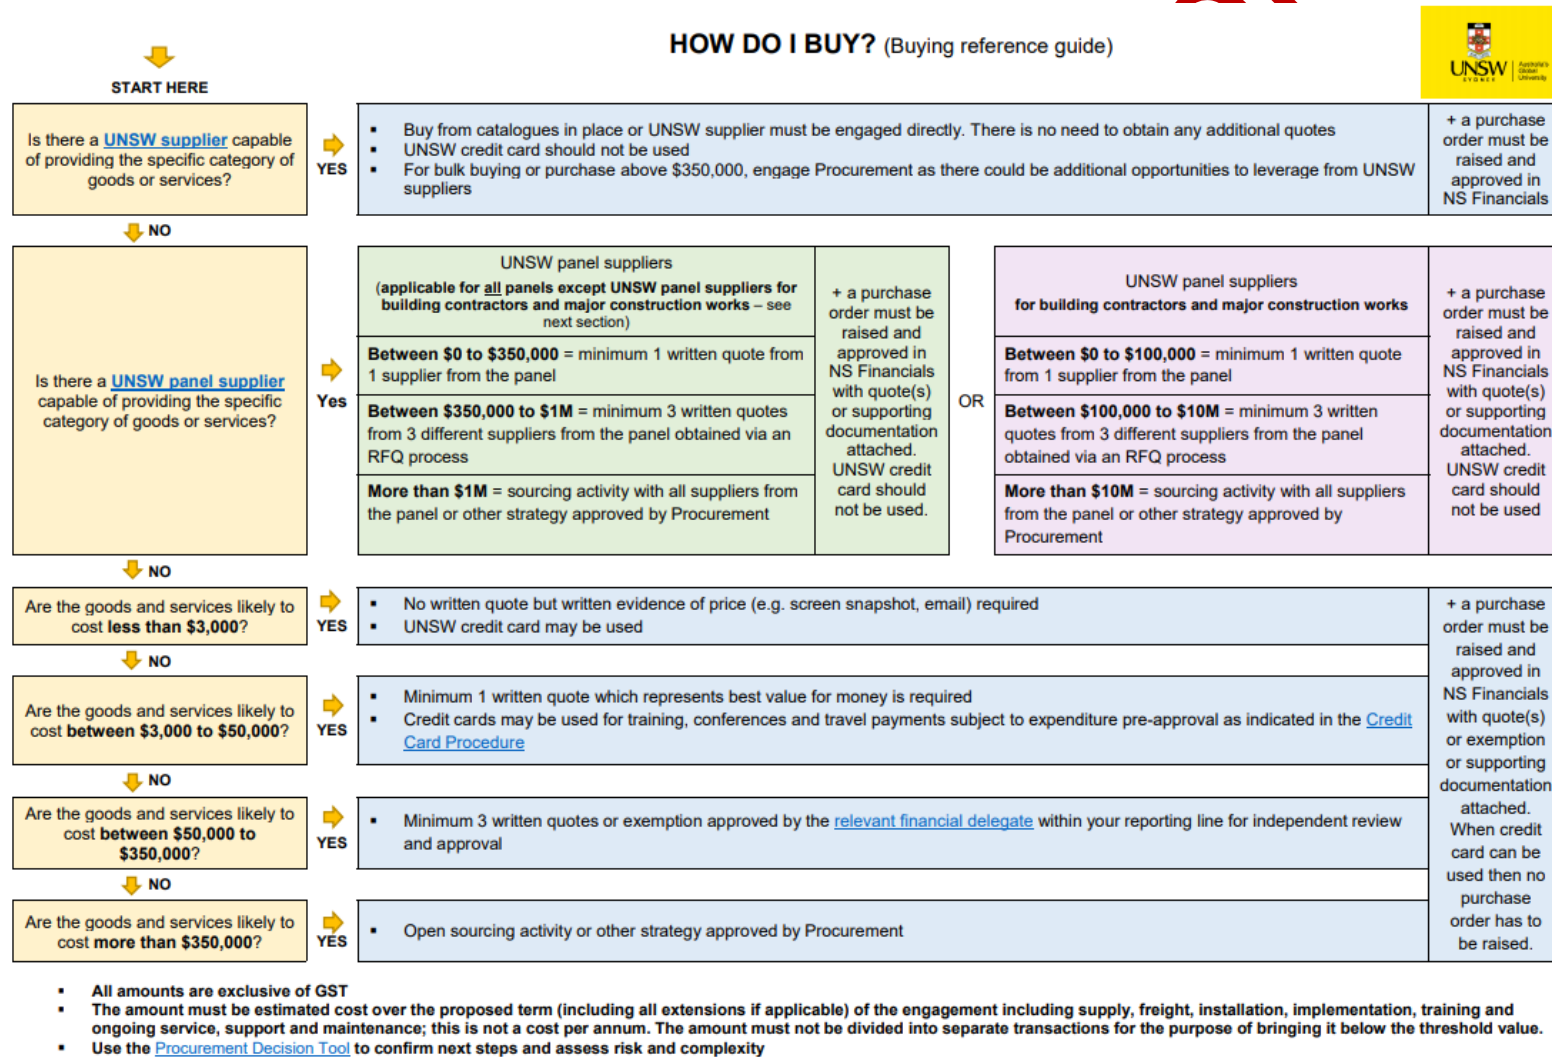 HOW DO I BUY? (Buying reference guide)
UNSW
SYDNEY
Australia's
Global
University
START HERE
Is there a UNSW supplier capable
of providing the specific category of
goods or services?
YES
▪ Buy from catalogues in place or UNSW supplier must be engaged directly. There is no need to obtain any additional quotes
▪ UNSW credit card should not be used
▪ For bulk buying or purchase above $350,000, engage Procurement as there could be additional opportunities to leverage from UNSW
suppliers
+ a purchase
order must be
raised and
approved in
NS Financials
NO
Is there a UNSW panel supplier
capable of providing the specific
category of goods or services?
Yes
UNSW panel suppliers
(applicable for all panels except UNSW panel suppliers for
building contractors and major construction works – see
next section)
Between $0 to $350,000 = minimum 1 written quote from
1 supplier from the panel
Between $350,000 to $1M = minimum 3 written quotes
from 3 different suppliers from the panel obtained via an
RFQ process
More than $1M = sourcing activity with all suppliers from
the panel or other strategy approved by Procurement
+ a purchase
order must be
raised and
approved in
NS Financials
with quote(s)
or supporting
documentation
attached.
UNSW credit
card should
not be used.
OR
UNSW panel suppliers
for building contractors and major construction works
Between $0 to $100,000 = minimum 1 written quote
from 1 supplier from the panel
Between $100,000 to $10M = minimum 3 written
quotes from 3 different suppliers from the panel
obtained via an RFQ process
More than $10M = sourcing activity with all suppliers
from the panel or other strategy approved by
Procurement
+ a purchase
order must be
raised and
approved in
NS Financials
with quote(s)
or supporting
documentation
attached.
UNSW credit
card should
not be used
NO
Are the goods and services likely to
cost less than $3,000?
YES
▪ No written quote but written evidence of price (e.g. screen snapshot, email) required
▪ UNSW credit card may be used
NO
Are the goods and services likely to
cost between $3,000 to $50,000?
YES
▪ Minimum 1 written quote which represents best value for money is required
▪ Credit cards may be used for training, conferences and travel payments subject to expenditure pre-approval as indicated in the Credit
Card Procedure
NO
Are the goods and services likely to
cost between $50,000 to
$350,000?
YES
▪ Minimum 3 written quotes or exemption approved by the relevant financial delegate within your reporting line for independent review
and approval
NO
Are the goods and services likely to
cost more than $350,000?
YES
▪ Open sourcing activity or other strategy approved by Procurement
+ a purchase
order must be
raised and
approved in
NS Financials
with quote(s)
or exemption
or supporting
documentation
attached.
When credit
card can be
used then no
purchase
order has to
be raised.
▪ All amounts are exclusive of GST
▪ The amount must be estimated cost over the proposed term (including all extensions if applicable) of the engagement including supply, freight, installation, implementation, training and
ongoing service, support and maintenance; this is not a cost per annum. The amount must not be divided into separate transactions for the purpose of bringing it below the threshold value.
▪ Use the Procurement Decision Tool to confirm next steps and assess risk and complexity